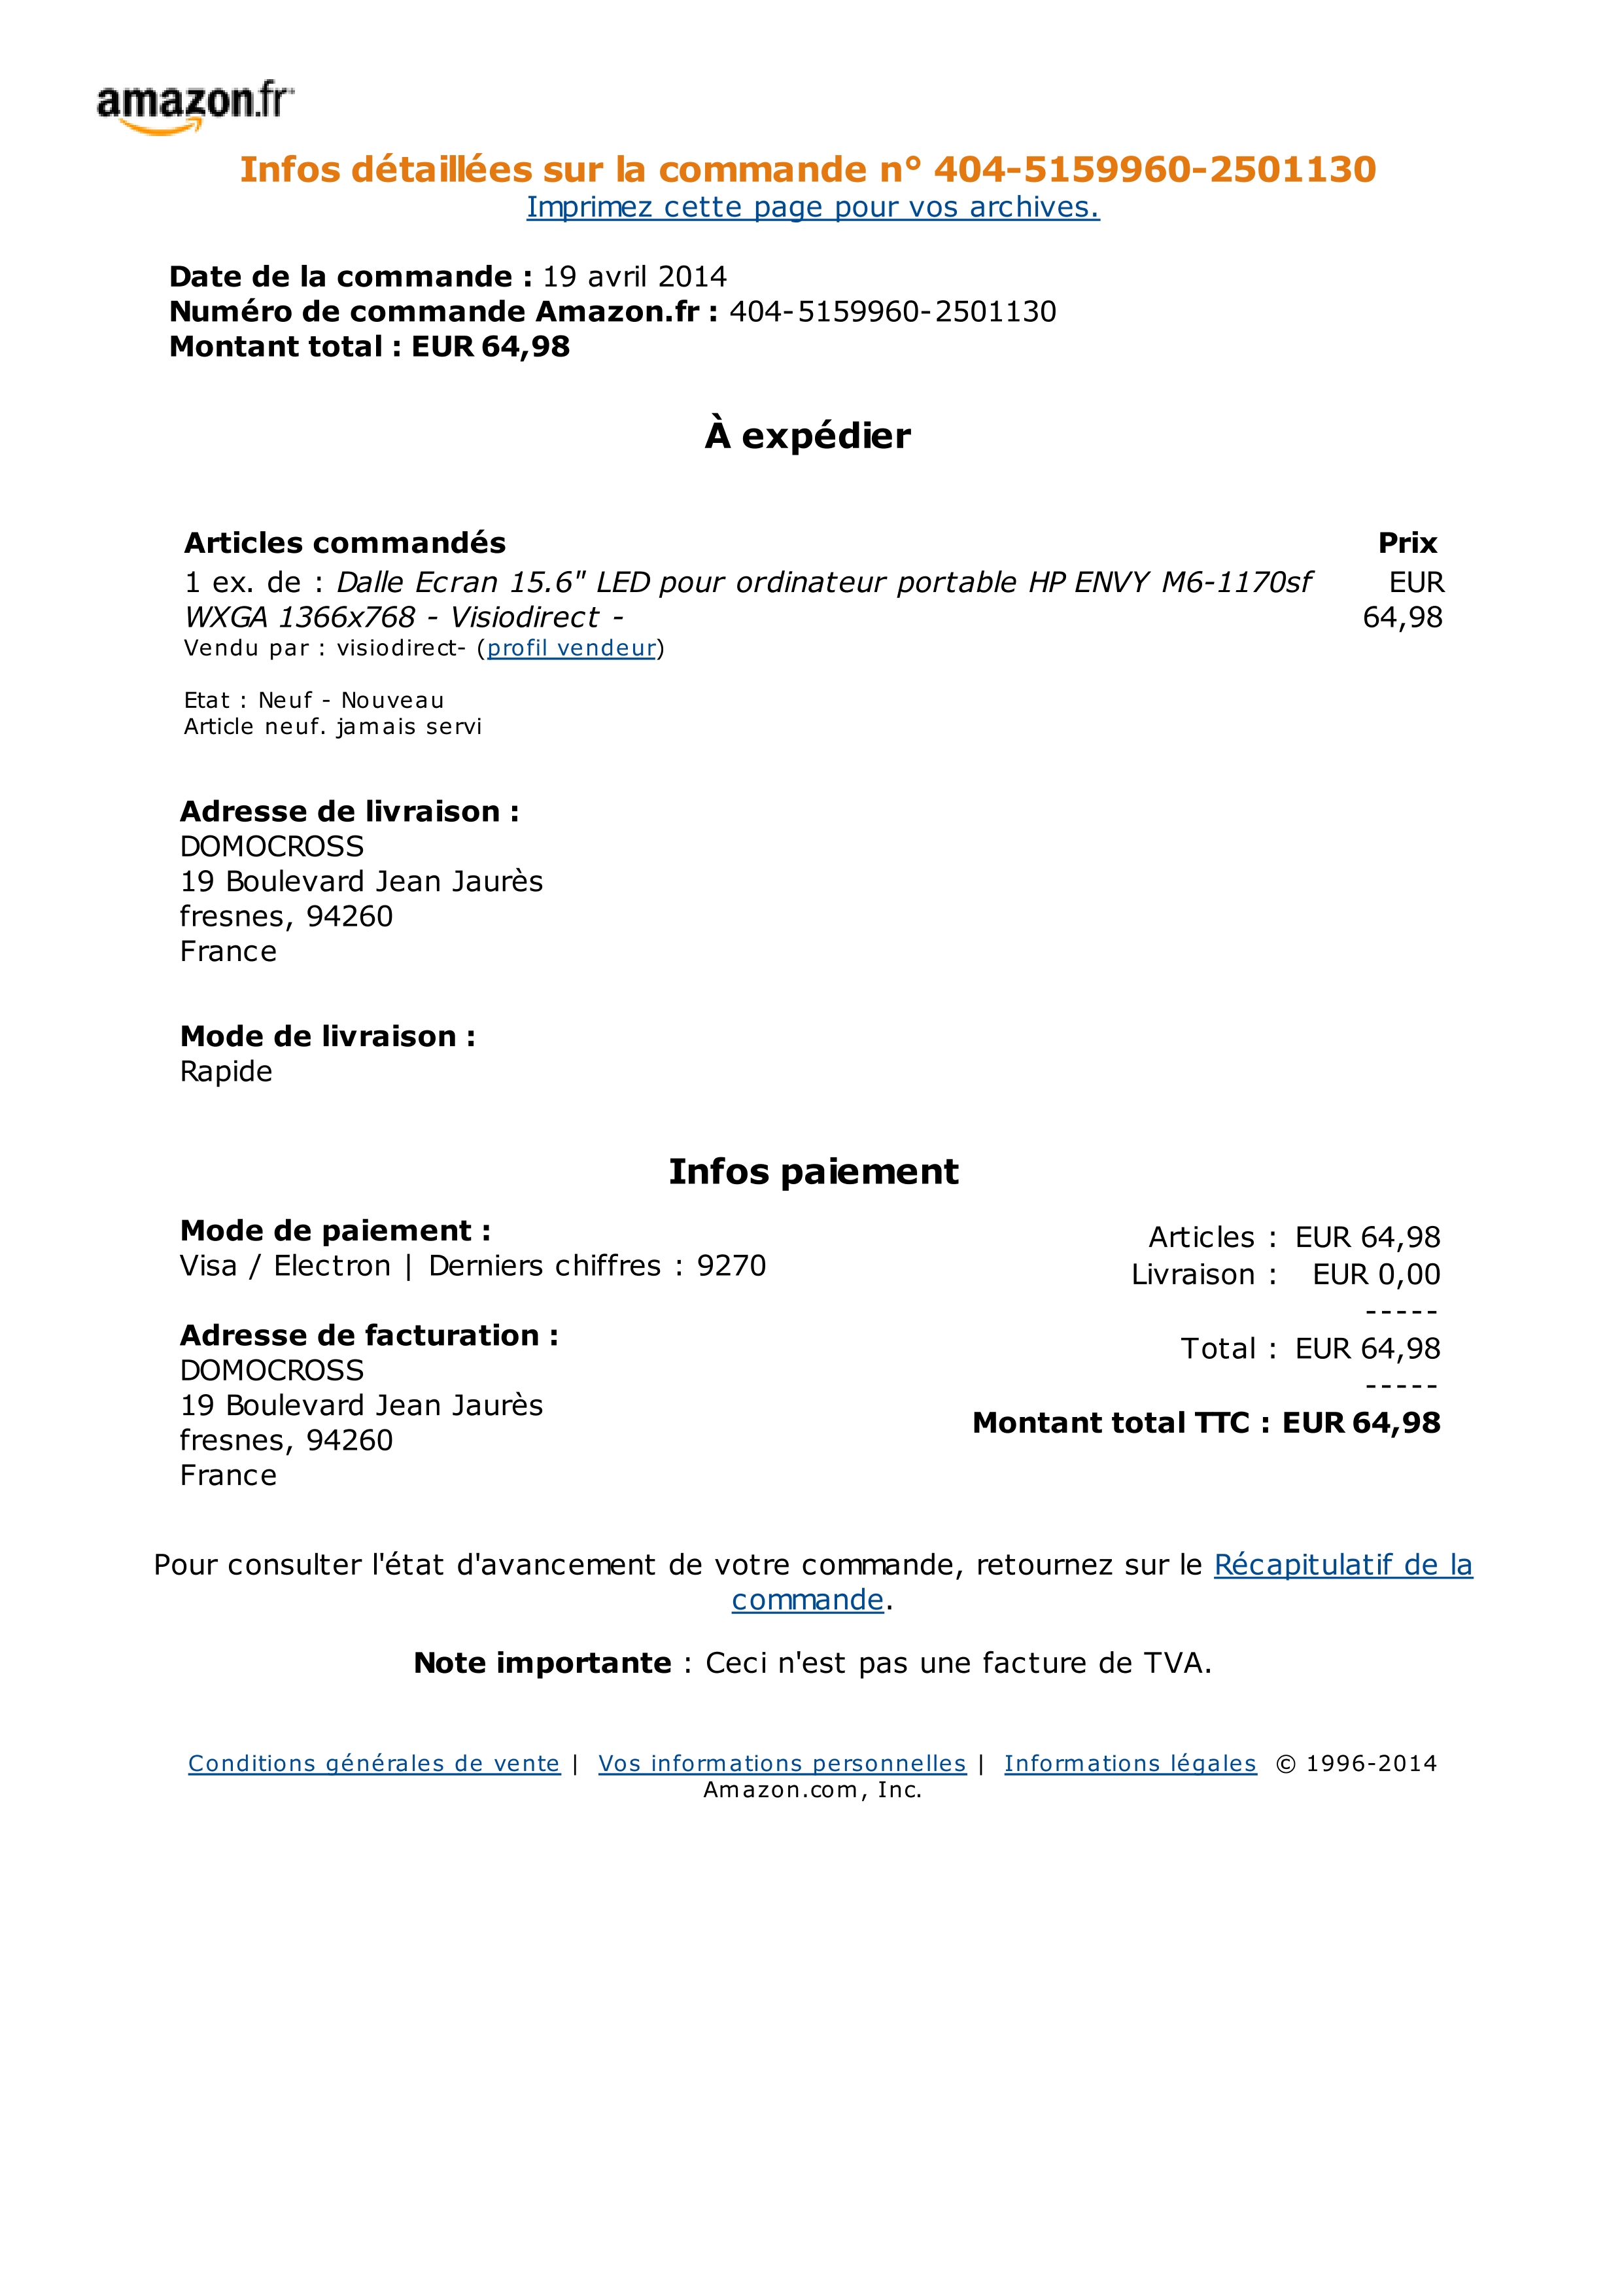 amazon.fr
Infos détaillées sur la commande n° 404-5159960-2501130
Imprimez cette page pour vos archives.
Date de la commande : 19 avril 2014
Numéro de commande Amazon.fr : 404-5159960-2501130
Montant total : EUR 64,98
À expédier
Articles commandés Prix
1 ex. de : Dalle Ecran 15.6" LED pour ordinateur portable HP ENVY M6-1170sf EUR
WXGA 1366x768 - Visiodirect - 64,98
Vendu par : visiodirect- (profil vendeur)
Etat : Neuf - Nouveau
Article neuf. jamais servi
Adresse de livraison :
DOMOCROSS
19 Boulevard Jean Jaurès
fresnes, 94260
France
Mode de livraison :
Rapide
Infos paiement
Mode de paiement :
Visa / Electron | Derniers chiffres : 9270
Adresse de facturation :
DOMOCROSS
19 Boulevard Jean Jaurès
fresnes, 94260
France
Articles : EUR 64,98
Livraison : EUR 0,00
-----
Total : EUR 64,98
-----
Montant total TTC : EUR 64,98
Pour consulter l'état d'avancement de votre commande, retournez sur le Récapitulatif de la
commande.
Note importante : Ceci n'est pas une facture de TVA.
Conditions générales de vente | Vos informations personnelles | Informations légales © 1996-2014
Amazon.com, Inc.